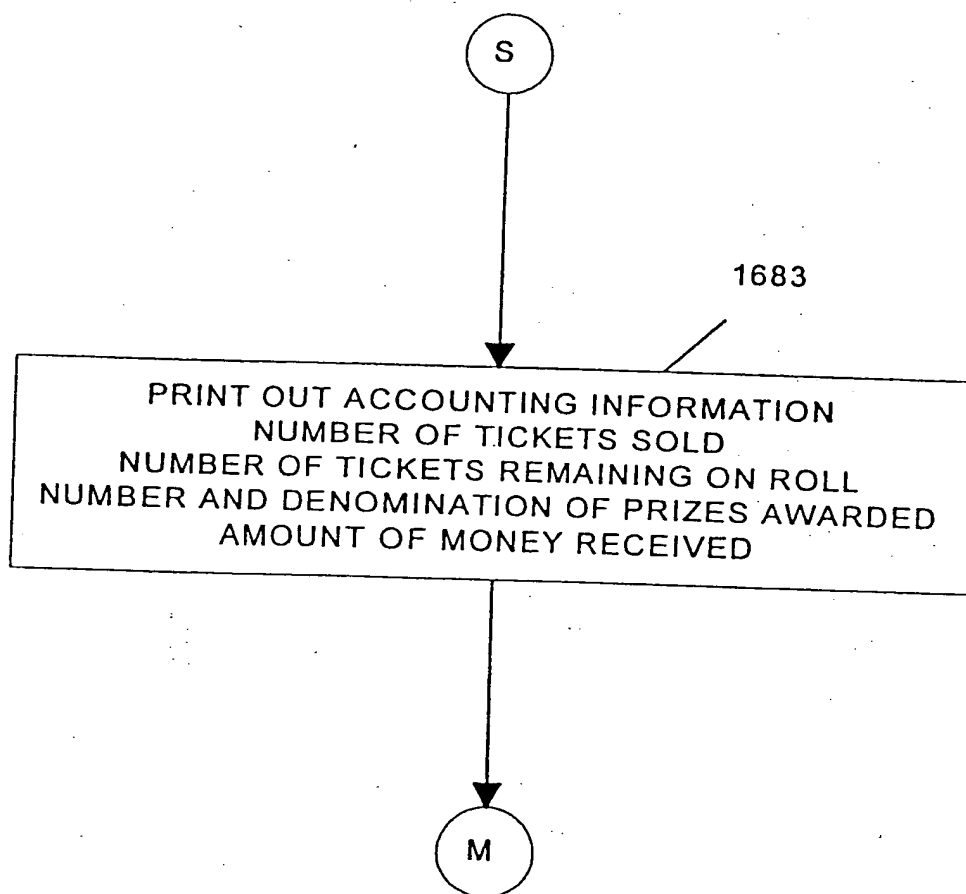 S
1683
PRINT OUT ACCOUNTING INFORMATION
NUMBER OF TICKETS SOLD
NUMBER OF TICKETS REMAINING ON ROLL
NUMBER AND DENOMINATION OF PRIZES AWARDED
AMOUNT OF MONEY RECEIVED
M